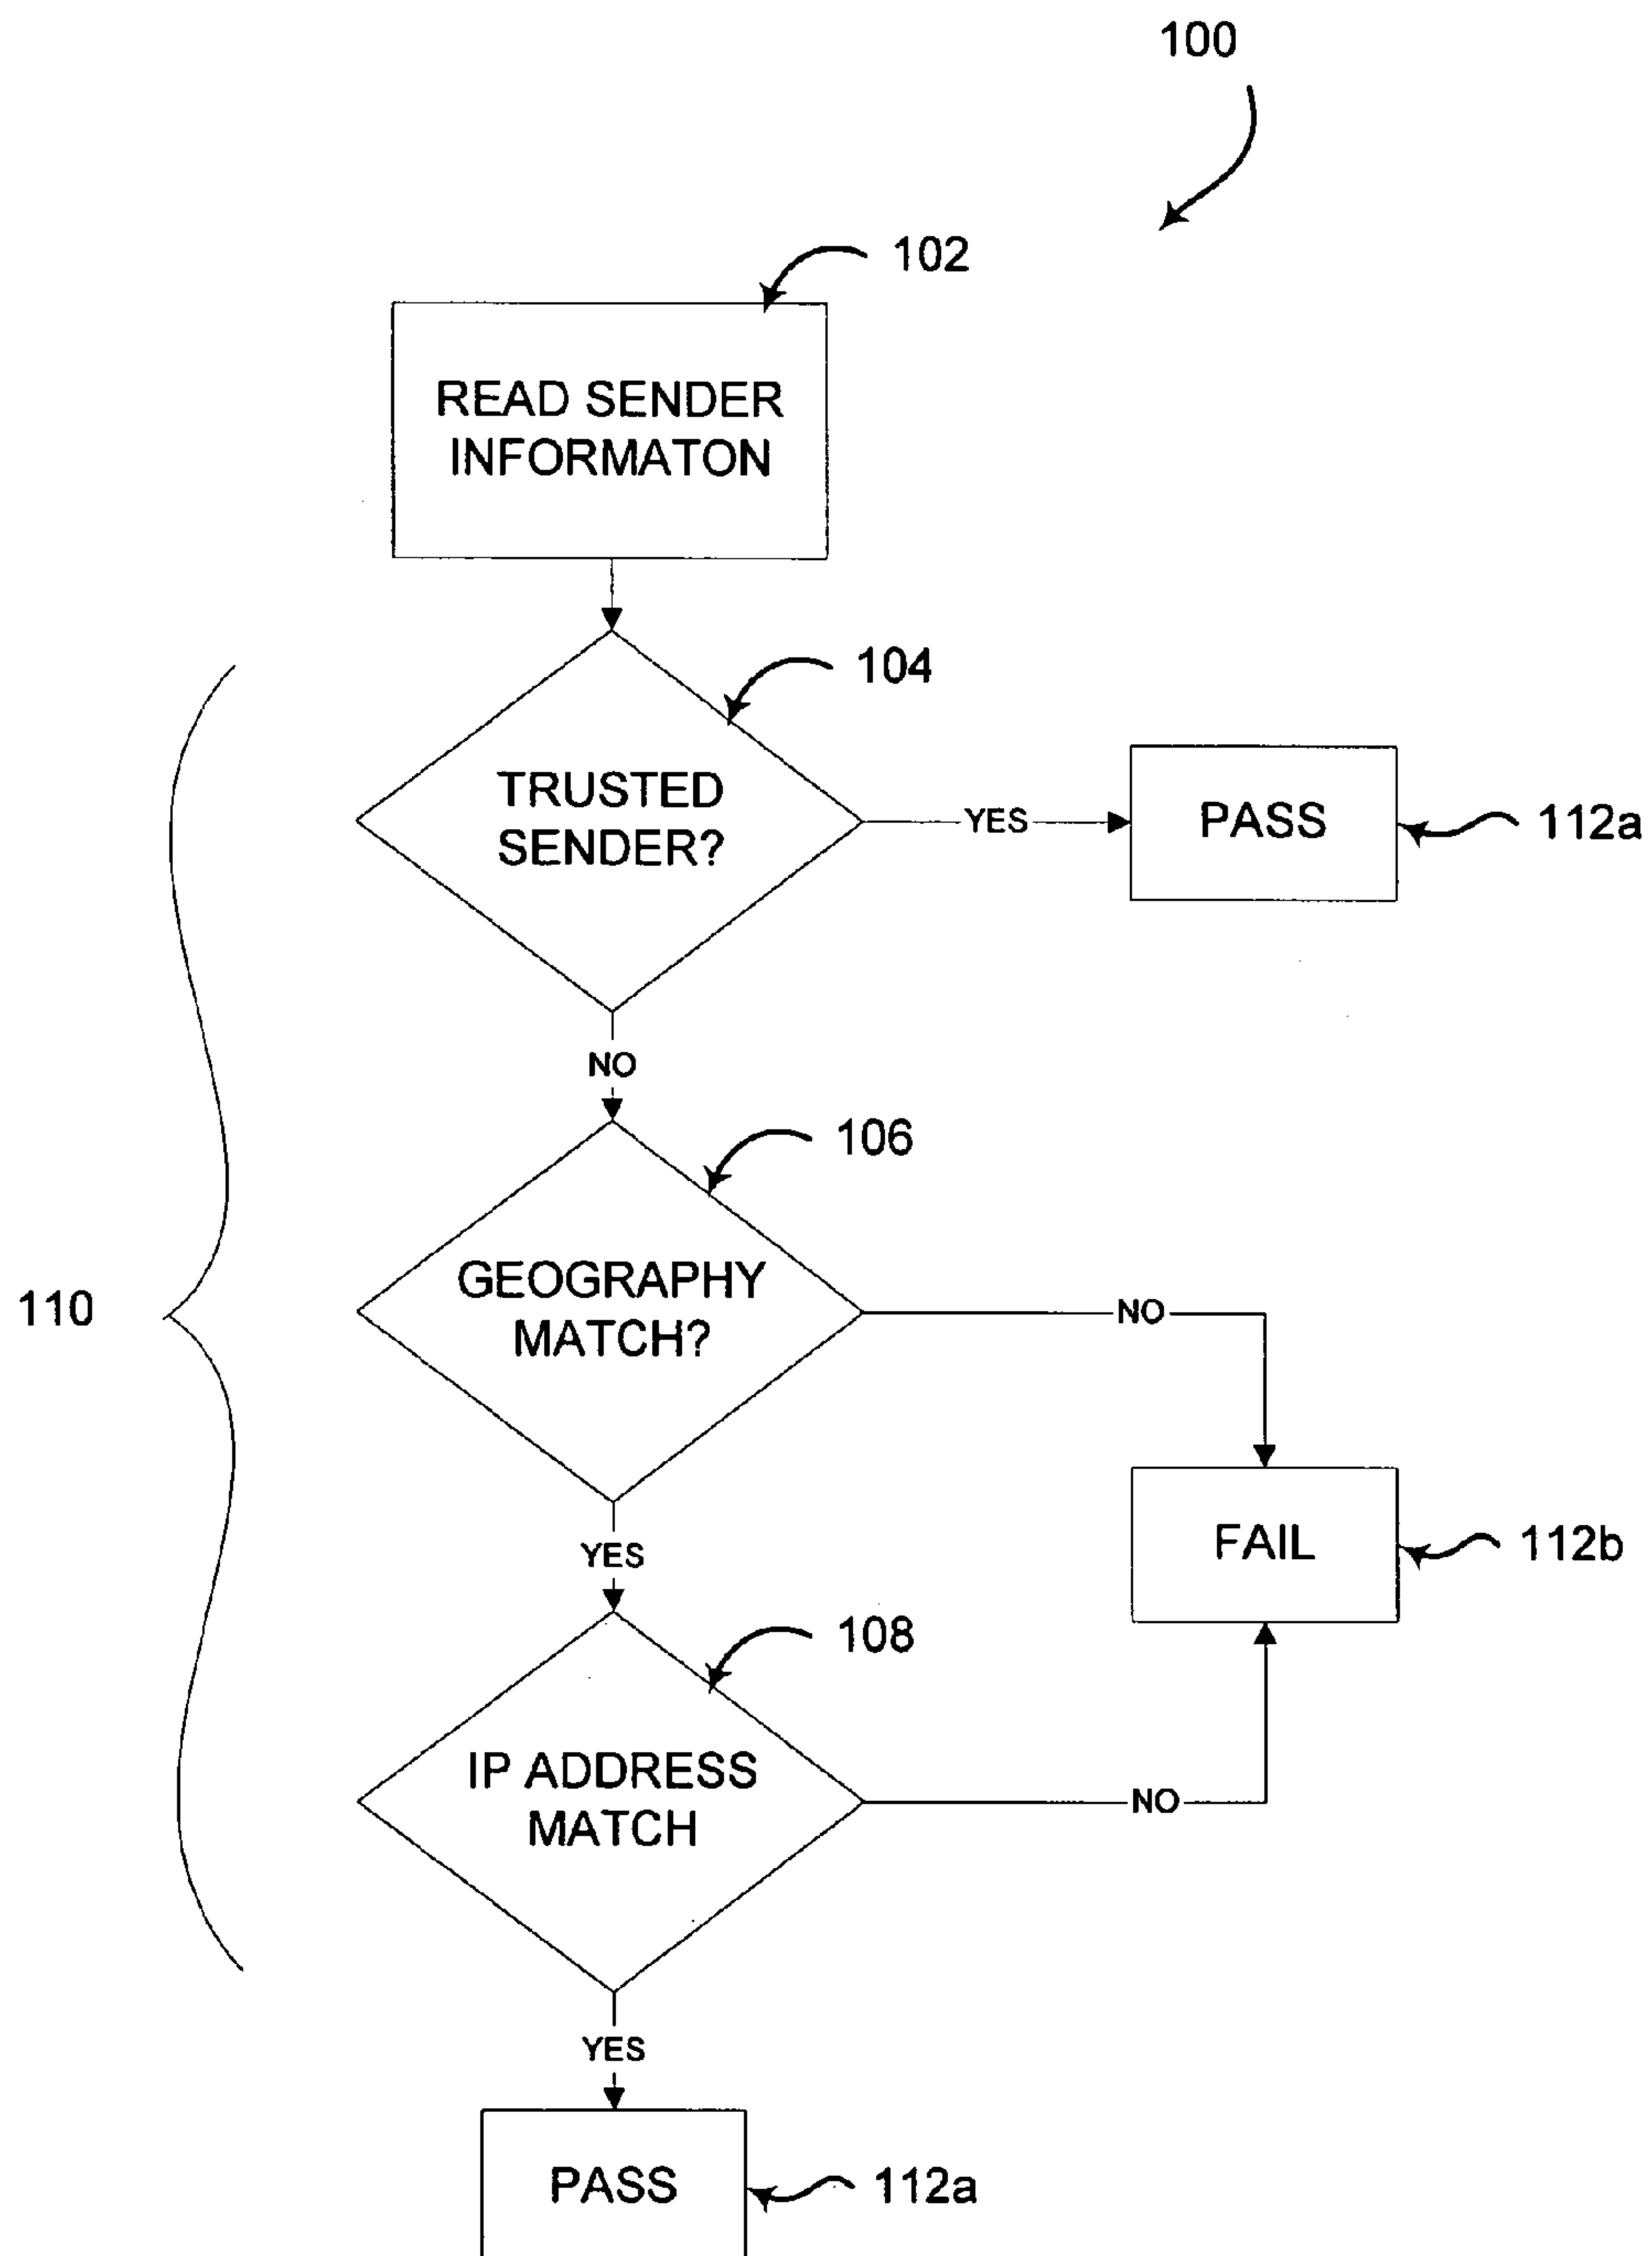 100
102
READ SENDER
INFORMATON
104
TRUSTED
SENDER?
YES
PASS
112a
NO
106
GEOGRAPHY
MATCH?
NO
110
FAIL
112b
YES
108
IP ADDRESS
MATCH
NO
YES
PASS
112a